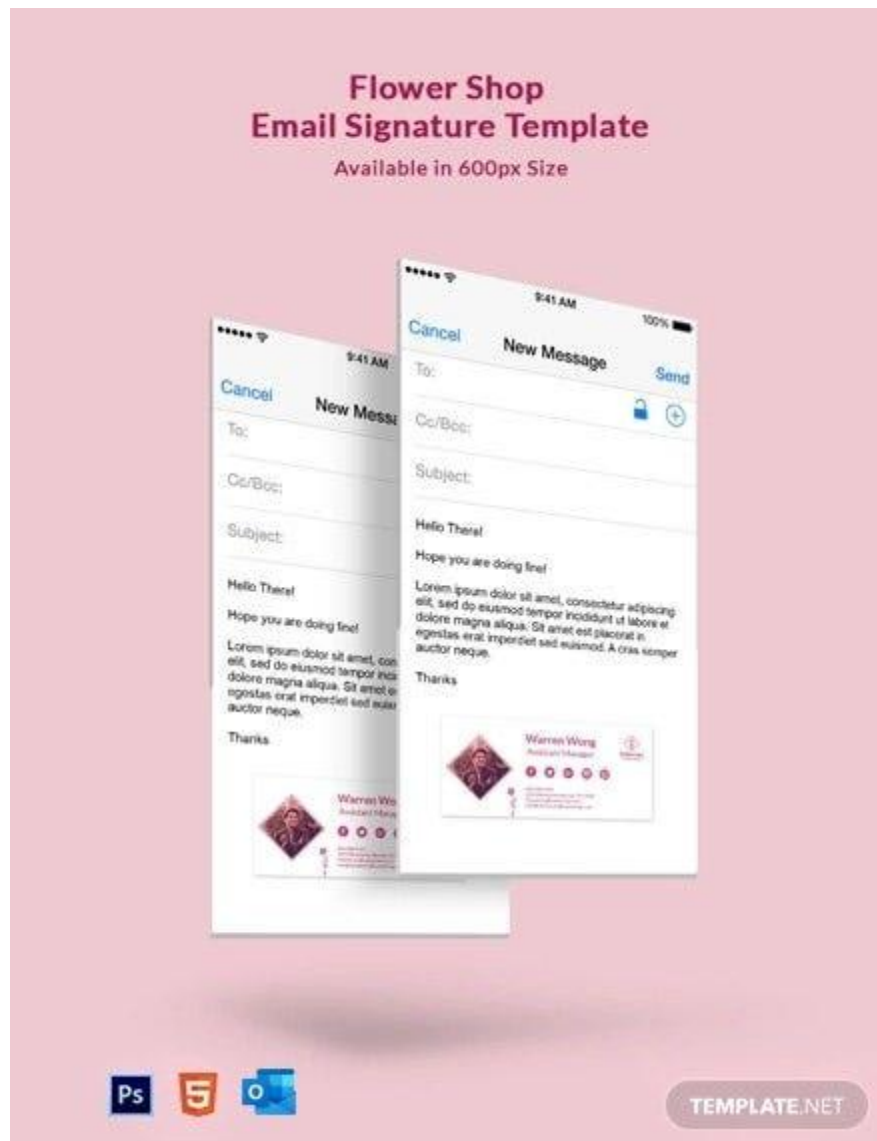 Flower Shop
Email Signature Template
Available in 600px Size
9:41 AM
100%
Cancel
New Message
Send
To:
Cc/Bcc:
Subject:
Hello There!
Hope you are doing fine!
Lorem ipsum dolor sit amet, consectetur adipiscing
elit, sed do eiusmod tempor incididunt ut labore et
dolore magna aliqua. Sit amet est placerat in
egestas erat imperdiet sed euismod. A cras semper
auctor neque.
Thanks
Warren Wong
Assistant Manager
9:41 AM
Cancel
New Messa
To:
Cc/Bcc:
Subject:
Hello There!
Hope you are doing fine!
Lorem ipsum dolor sit amet, con
elit, sed do eiusmod tempor inci
dolore magna aliqua. Sit amet e
egestas erat imperdiet sed euis
auctor neque.
Thanks
Warren Wo
Assistant Mana
Ps
5
O
TEMPLATE.NET